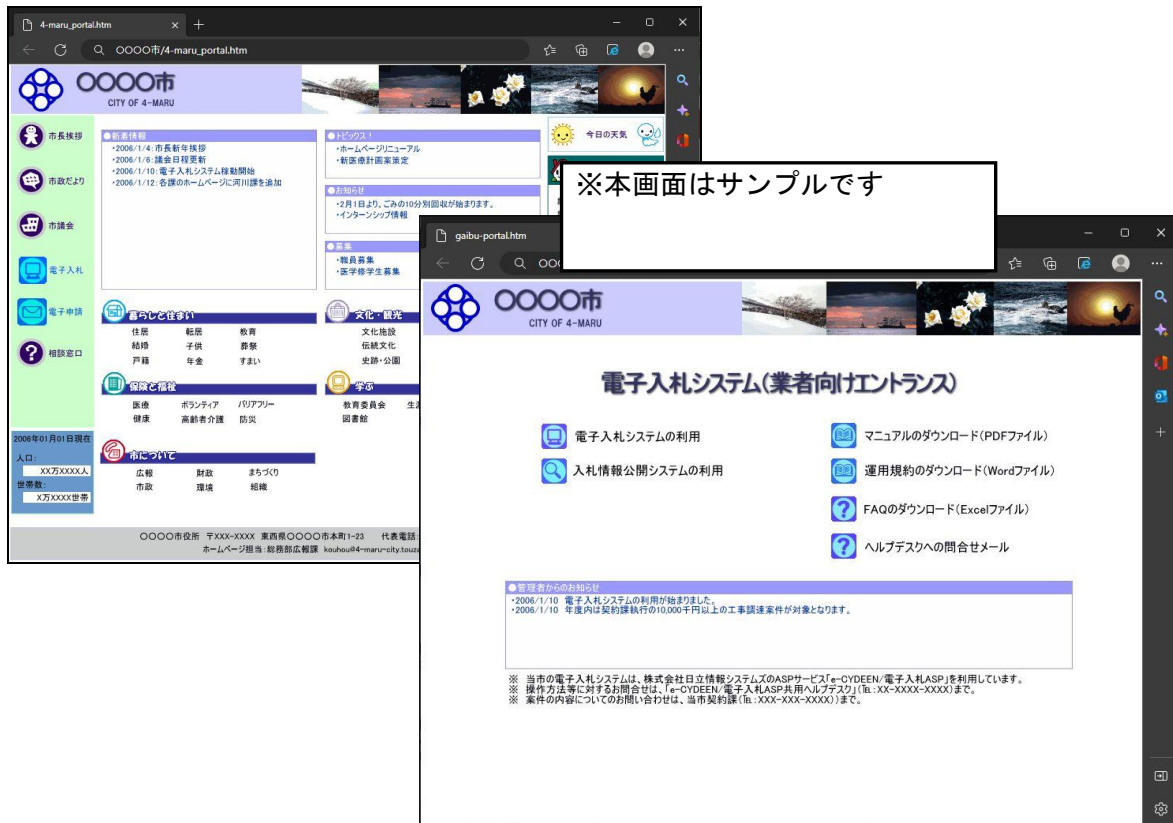 4-maru_portal.htm
〇〇〇〇市/4-maru_portal.htm
〇〇〇〇市
CITY OF 4-MARU
市長挨拶
市政だより
市議会
電子入札
電子申請
相談窓口
2006年01月01日現在
人口:
XX万XXXX人
世帯数:
X万XXXX世帯
●新着情報
・2006/1/4:市長新年挨拶
・2006/1/6:議会日程更新
・2006/1/10:電子入札システム稼動開始
・2006/1/12:各課のホームページに河川課を追加
●トピックス!
・ホームページリニューアル
・新医療計画案策定
●お知らせ
・2月1日より、ごみの10分別回収が始まります。
・インターンシップ情報
●募集
・職員募集
・医学修学生募集
今日の天気
暮らしと住まい
住居 転居 教育
結婚 子供 葬祭
戸籍 年金 すまい
文化・観光
文化施設
伝統文化
史跡・公園
保険と福祉
医療 ボランティア バリアフリー
健康 高齢者介護 防災
学ぶ
教育委員会
図書館
市について
広報 財政 まちづくり
市政 環境 組織
〇〇〇〇市役所 〒XXX-XXXX 東西県〇〇〇〇市本町1-23 代表電話:
ホームページ担当:総務部広報課 kouhou@4-maru-city.touza
※本画面はサンプルです
gaibu-portal.htm
〇〇〇〇市
CITY OF 4-MARU
電子入札システム(業者向けエントランス)
電子入札システムの利用
入札情報公開システムの利用
マニュアルのダウンロード(PDFファイル)
運用規約のダウンロード(Wordファイル)
FAQのダウンロード(Excelファイル)
ヘルプデスクへの問合せメール
●管理者からのお知らせ
・2006/1/10 電子入札システムの利用が始まりました。
・2006/1/10 年度内は契約課執行の10,000千円以上の工事調達案件が対象となります。
※ 当市の電子入札システムは、株式会社日立情報システムズのASPサービス「e-CYDEEN/電子入札ASP」を利用しています。
※ 操作方法等に対するお問合せは、「e-CYDEEN/電子入札ASP共用ヘルプデスク」(℡:XX-XXXX-XXXX)まで。
※ 案件の内容についてのお問い合わせは、当市契約課(℡:XXX-XXX-XXXX))まで。